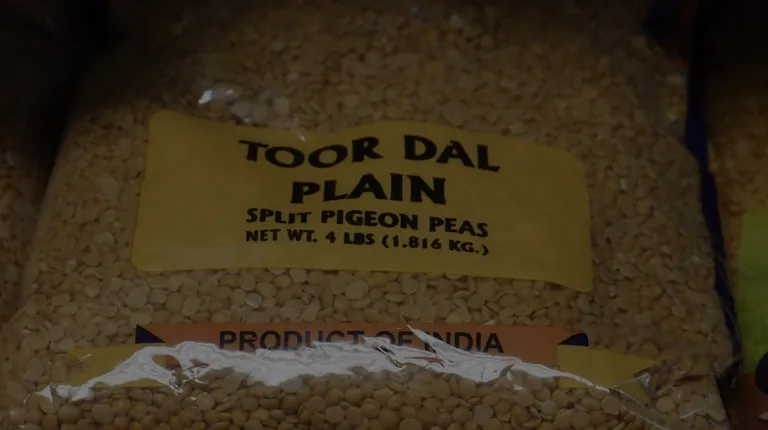 TOOR DAL
PLAIN
SPLIT PIGEON PEAS
NET WT. 4 LBS (1.816 KG.)
PRODUCT OF INDIA